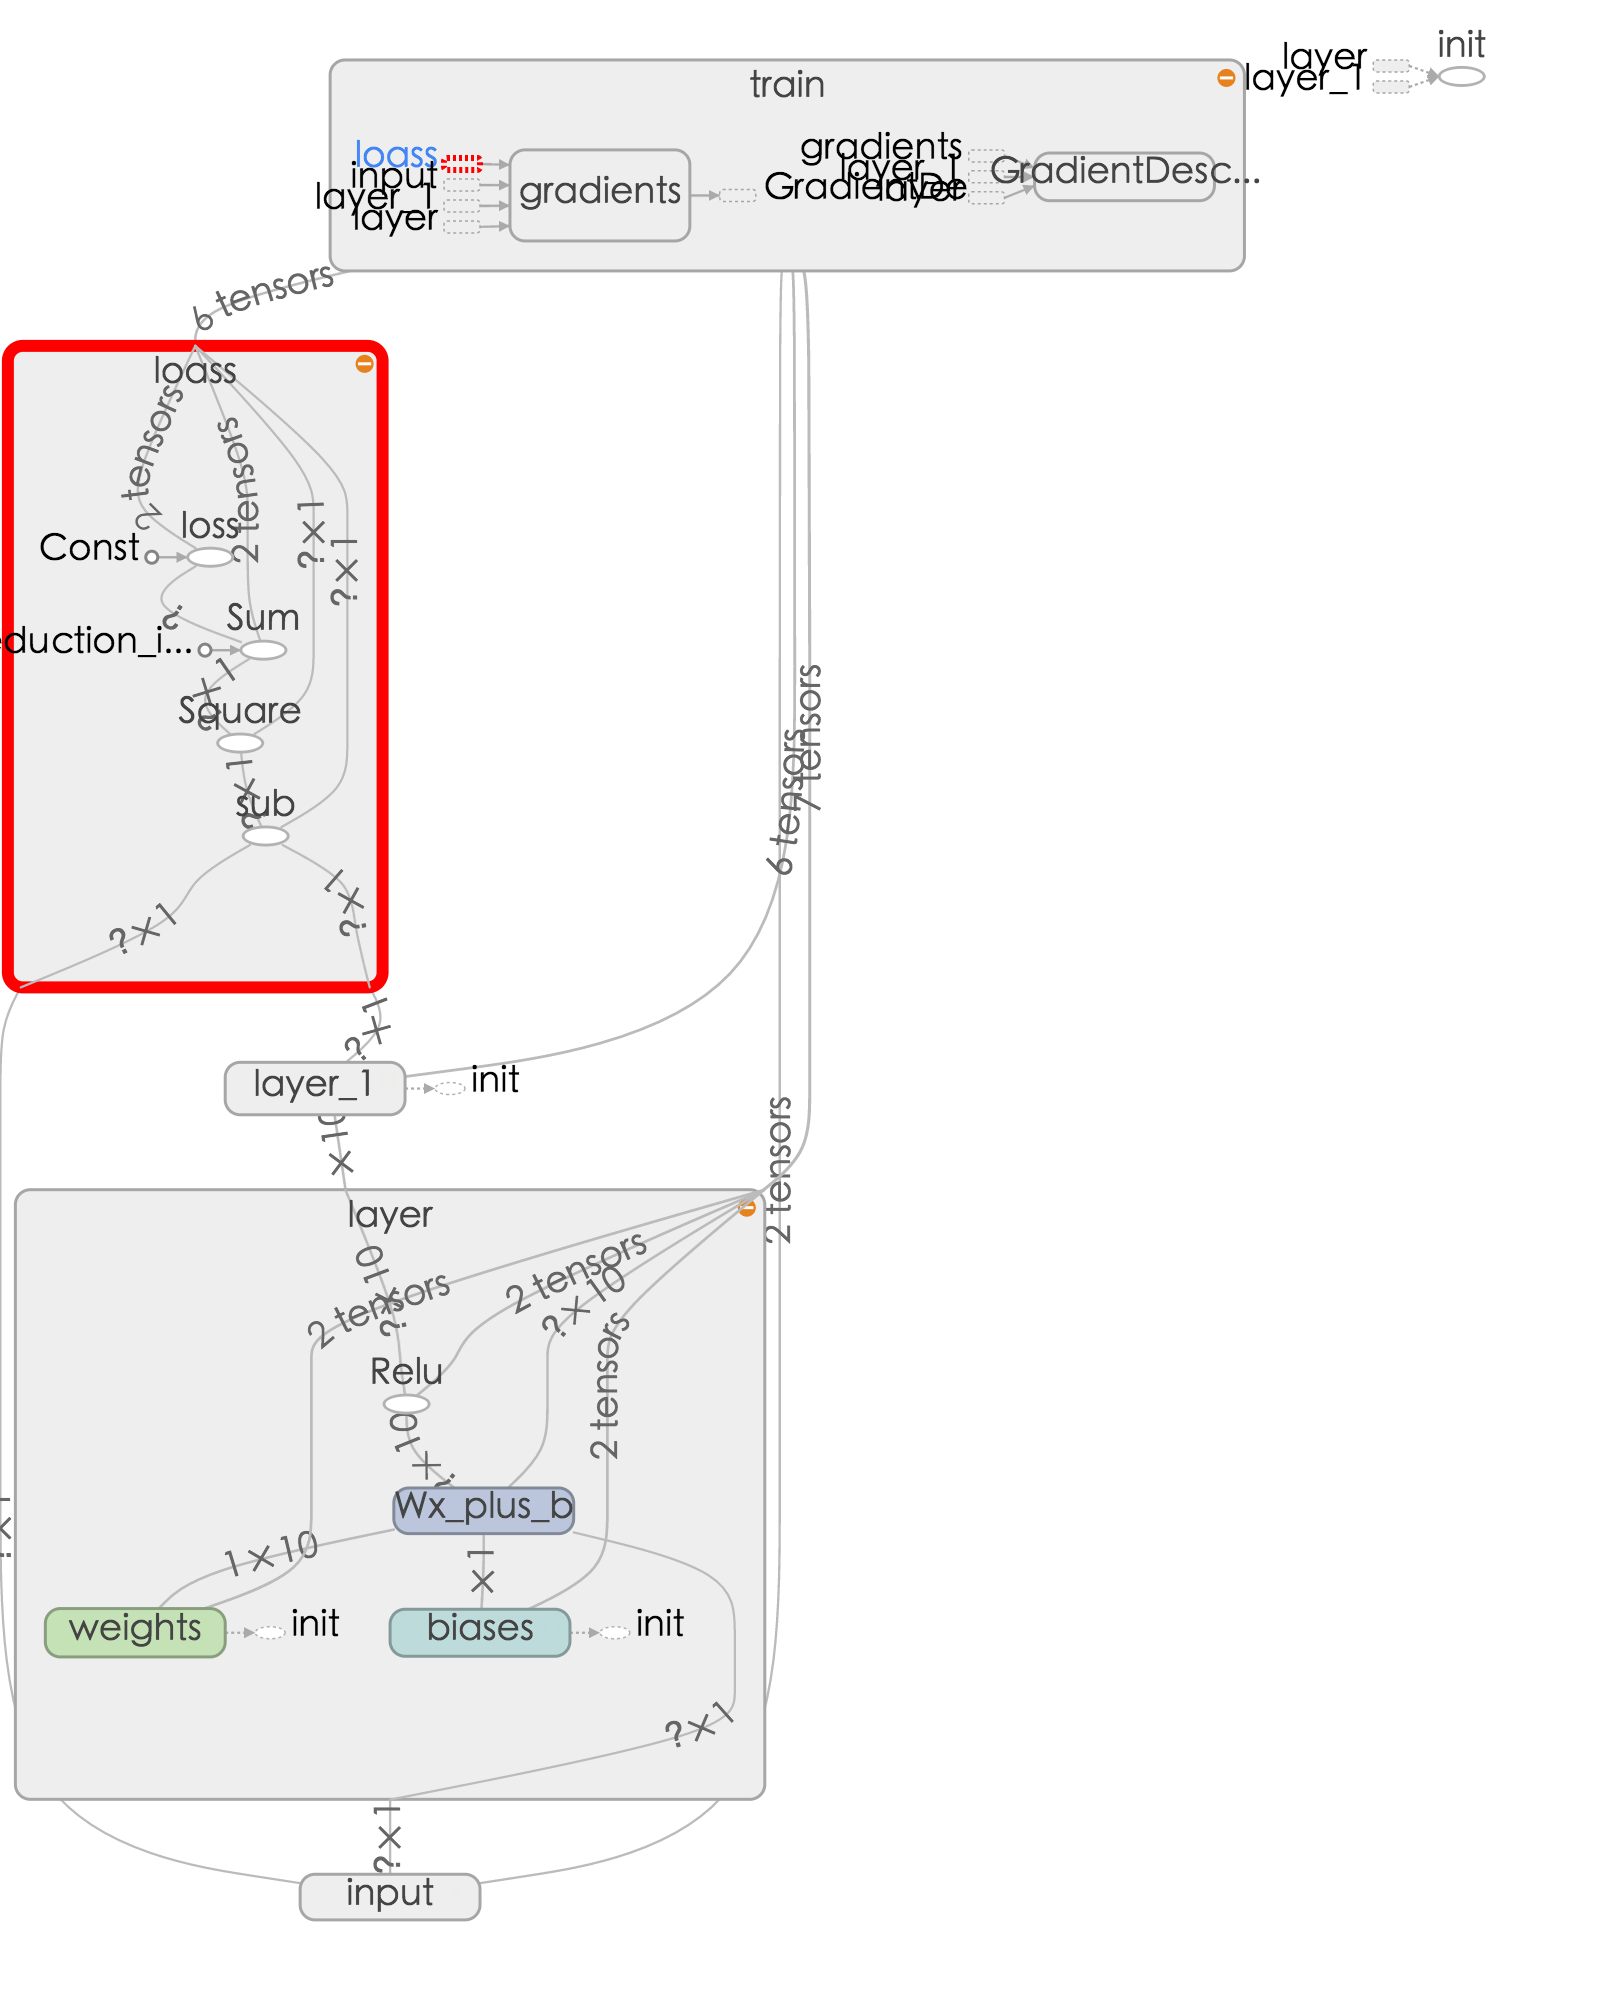 init
layer
layer_1
train
loass
input
layer_1
layer
gradients
gradients
layer_1
layer
GradientDe
GradientDesc...
6 tensors
loass
2 tensors
2 tensors
?×1
?×1
loss
Const
?
Sum
eduction_i...
?×1
Square
?×1
sub
?×1
?×1
?×1
6 tensors
7 tensors
layer_1
init
2 tensors
×10
layer
?×10
2 tensors
2 tensors
?×10
2 tensors
Relu
?×10
Wx_plus_b
?×1
1×10
×1
weights
init
biases
init
?×1
?×1
input